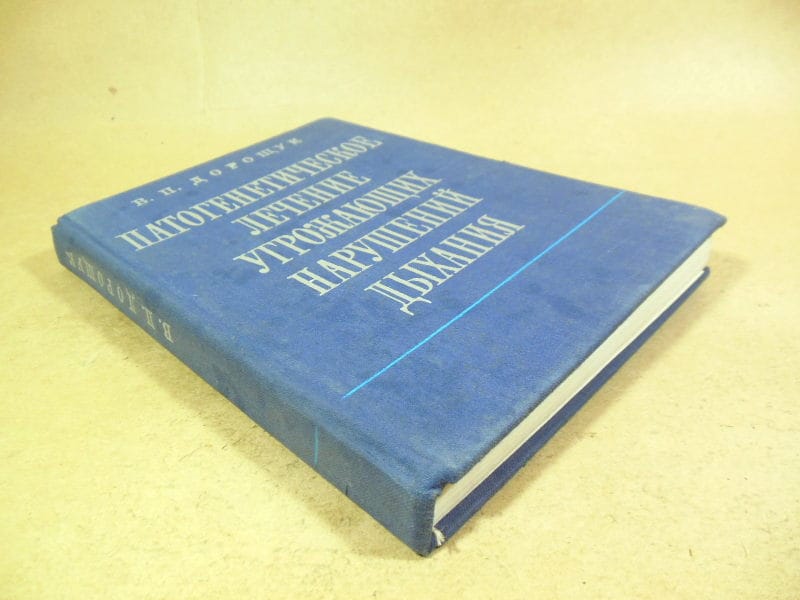 В. П. ДОРОЩУК
ПАТОГЕНЕТИЧЕСКОЕ
ЛЕЧЕНИЕ
УГРОЖАЮЩИХ
НАРУШЕНИЙ
ДЫХАНИЯ
В. П. ДОРОЩУК